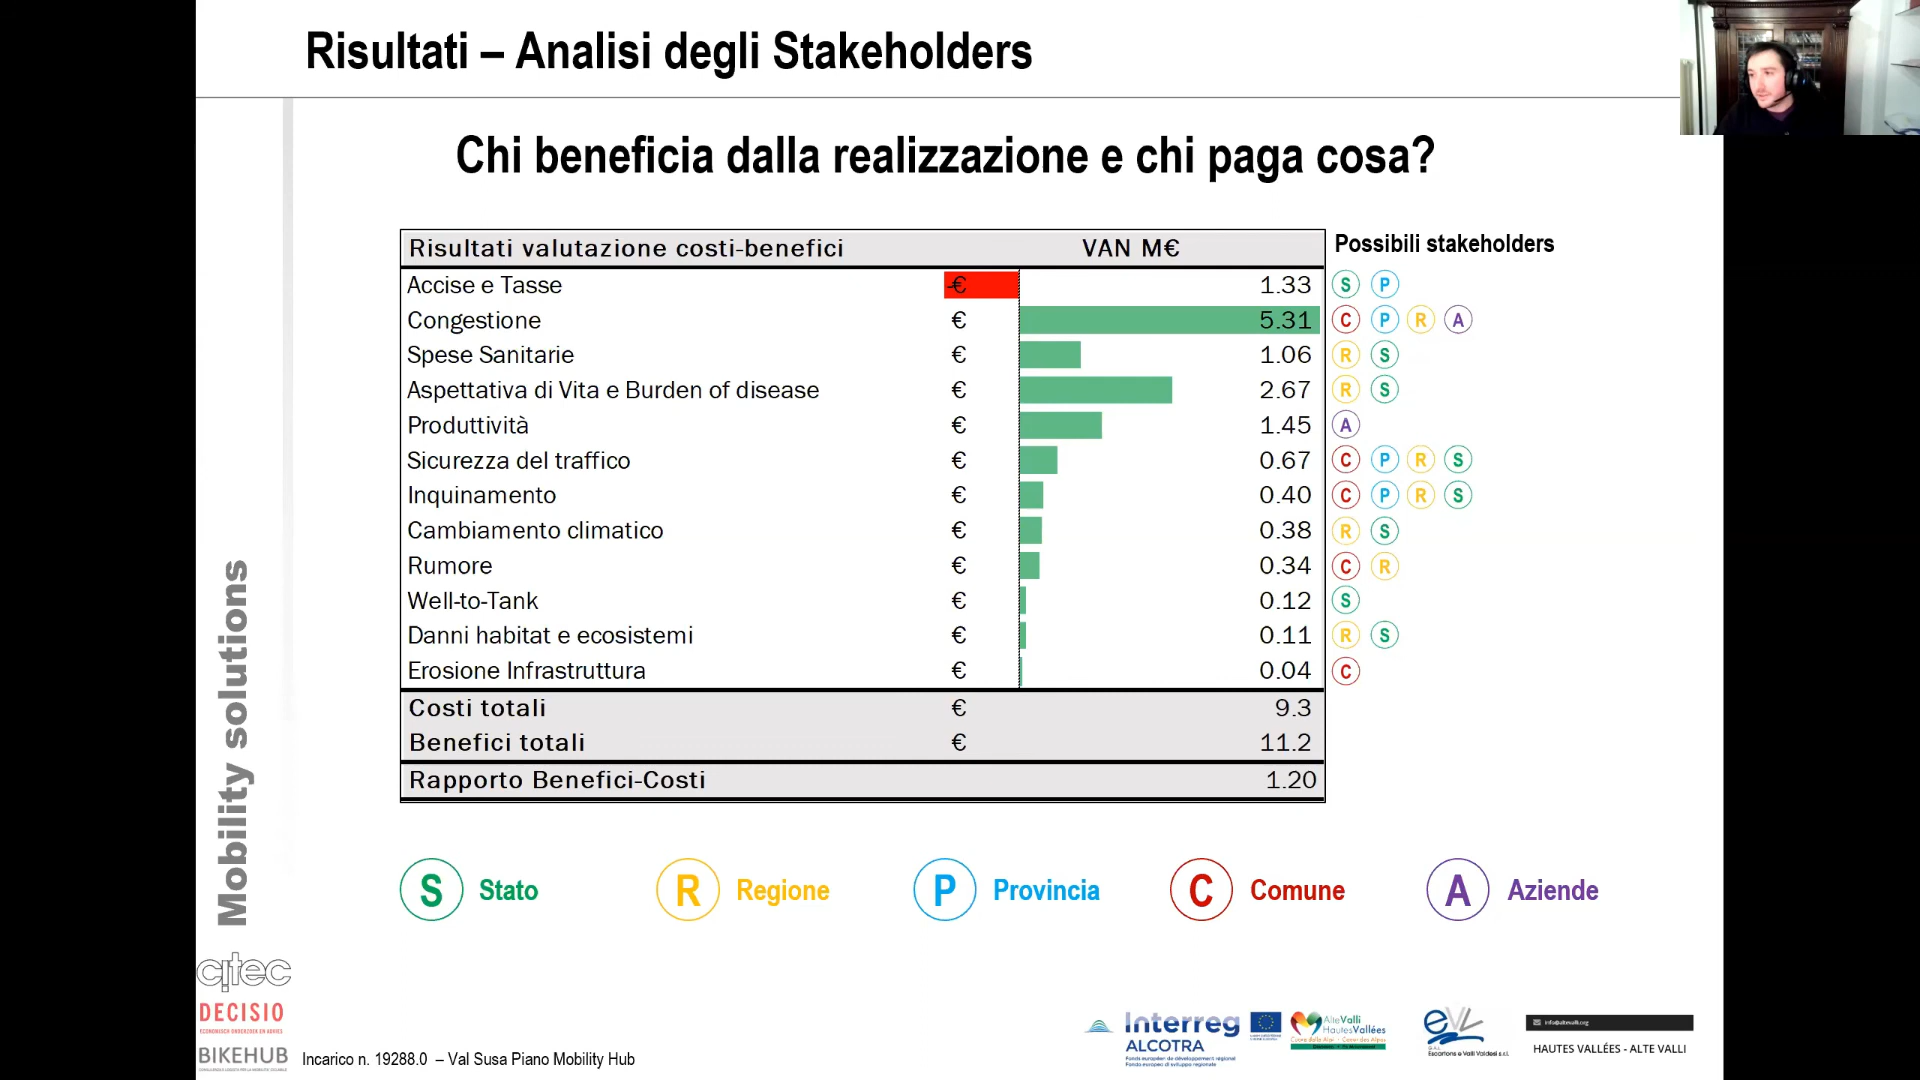 Risultati – Analisi degli Stakeholders
Chi beneficia dalla realizzazione e chi paga cosa?
Risultati valutazione costi-benefici VAN M€ Possibili stakeholders
Accise e Tasse -€ 1.33 S P
Congestione € 5.31 C P R A
Spese Sanitarie € 1.06 R S
Aspettativa di Vita e Burden of disease € 2.67 R S
Produttività € 1.45 A
Sicurezza del traffico € 0.67 C P R S
Inquinamento € 0.40 C P R S
Cambiamento climatico € 0.38 R S
Rumore € 0.34 C R
Well-to-Tank € 0.12 S
Danni habitat e ecosistemi € 0.11 R S
Erosione Infrastruttura € 0.04 C
Costi totali € 9.3
Benefici totali € 11.2
Rapporto Benefici-Costi 1.20
S Stato R Regione P Provincia C Comune A Aziende
Mobility solutions
citec
DECISIO
ECONOMISCH ONDERZOEK EN ADVIES
BIKEHUB
Incarico n. 19288.0 – Val Susa Piano Mobility Hub
Interreg
ALCOTRA
Fonds européen de développement régional
Fondo europeo di sviluppo regionale
AlteValli
HautesVallées
Cuore delle Alpi - Coeur des Alpes
EVV
Escartons e Valli Valdesi s.r.l.
info@altevalli.org
HAUTES VALLÉES - ALTE VALLI